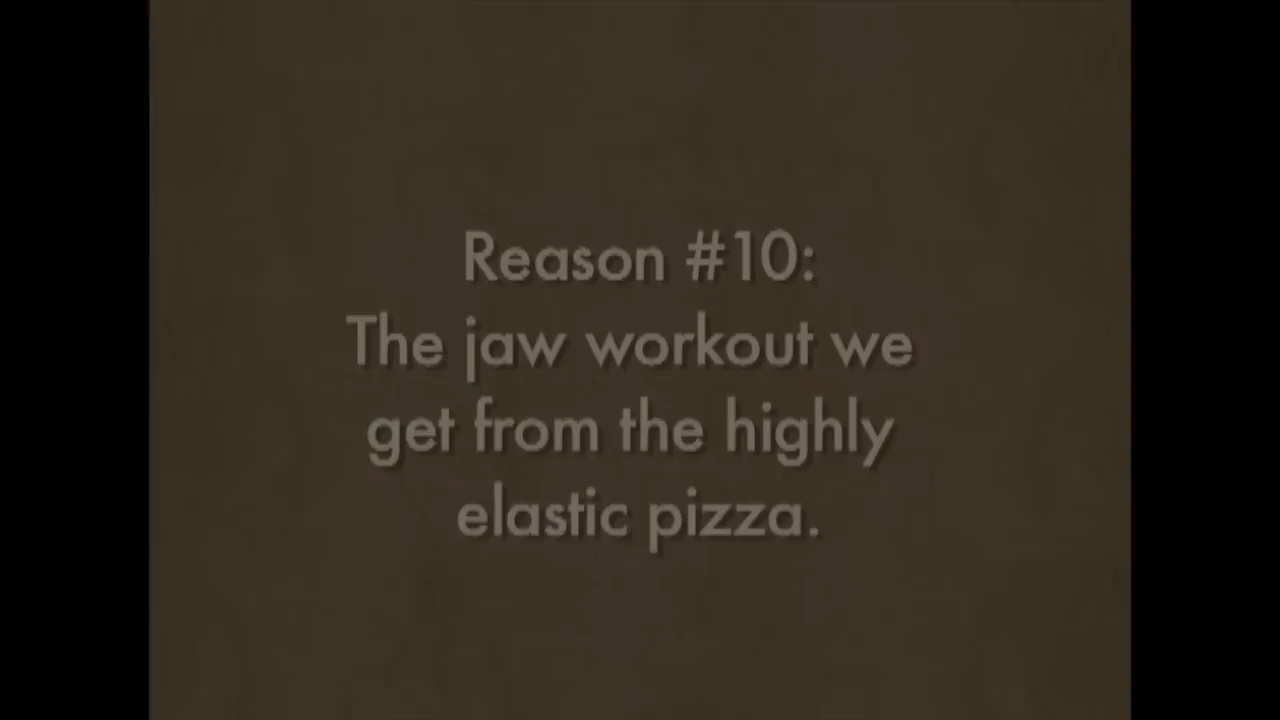 Reason #10:
The jaw workout we
get from the highly
elastic pizza.